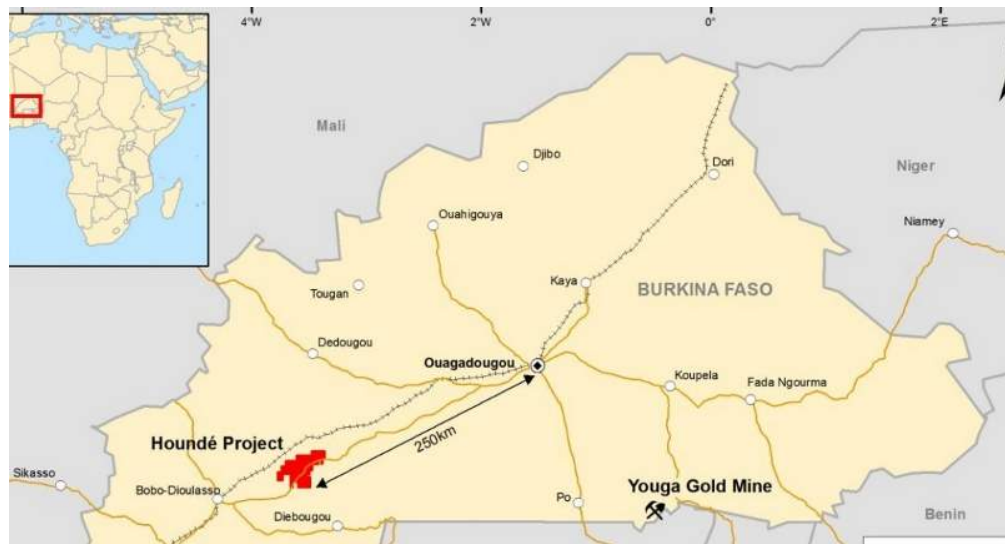 4°W
2°W
0°
2°E
Mali
Djibo
Dori
Niger
Ouahigouya
Niamey
Kaya
BURKINA FASO
Tougan
Dedougou
Ouagadougou
Koupela
Fada Ngourma
250km
Houndé Project
Sikasso
Bobo-Dioulasso
Po
Youga Gold Mine
Diebougou
Benin